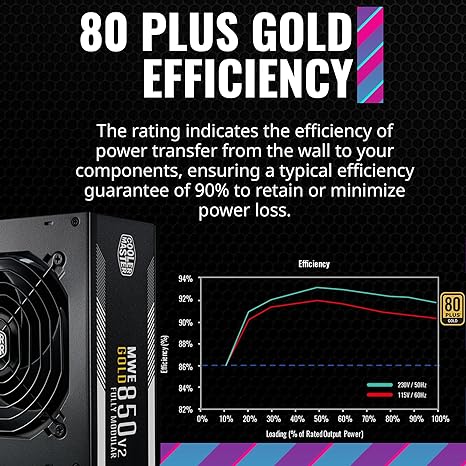 80 PLUS GOLD
EFFICIENCY
The rating indicates the efficiency of
power transfer from the wall to your
components, ensuring a typical efficiency
guarantee of 90% to retain or minimize
power loss.
COOLER
MASTER
MWE
GOLD
850 V2
FULLY MODULAR
Efficiency
94%
92%
90%
88%
86%
84%
82%
Efficiency(%)
230V / 50Hz
115V / 60Hz
0% 10% 20% 30% 40% 50% 60% 70% 80% 90% 100%
Leading (% of Rated Output Power)
80
PLUS
GOLD